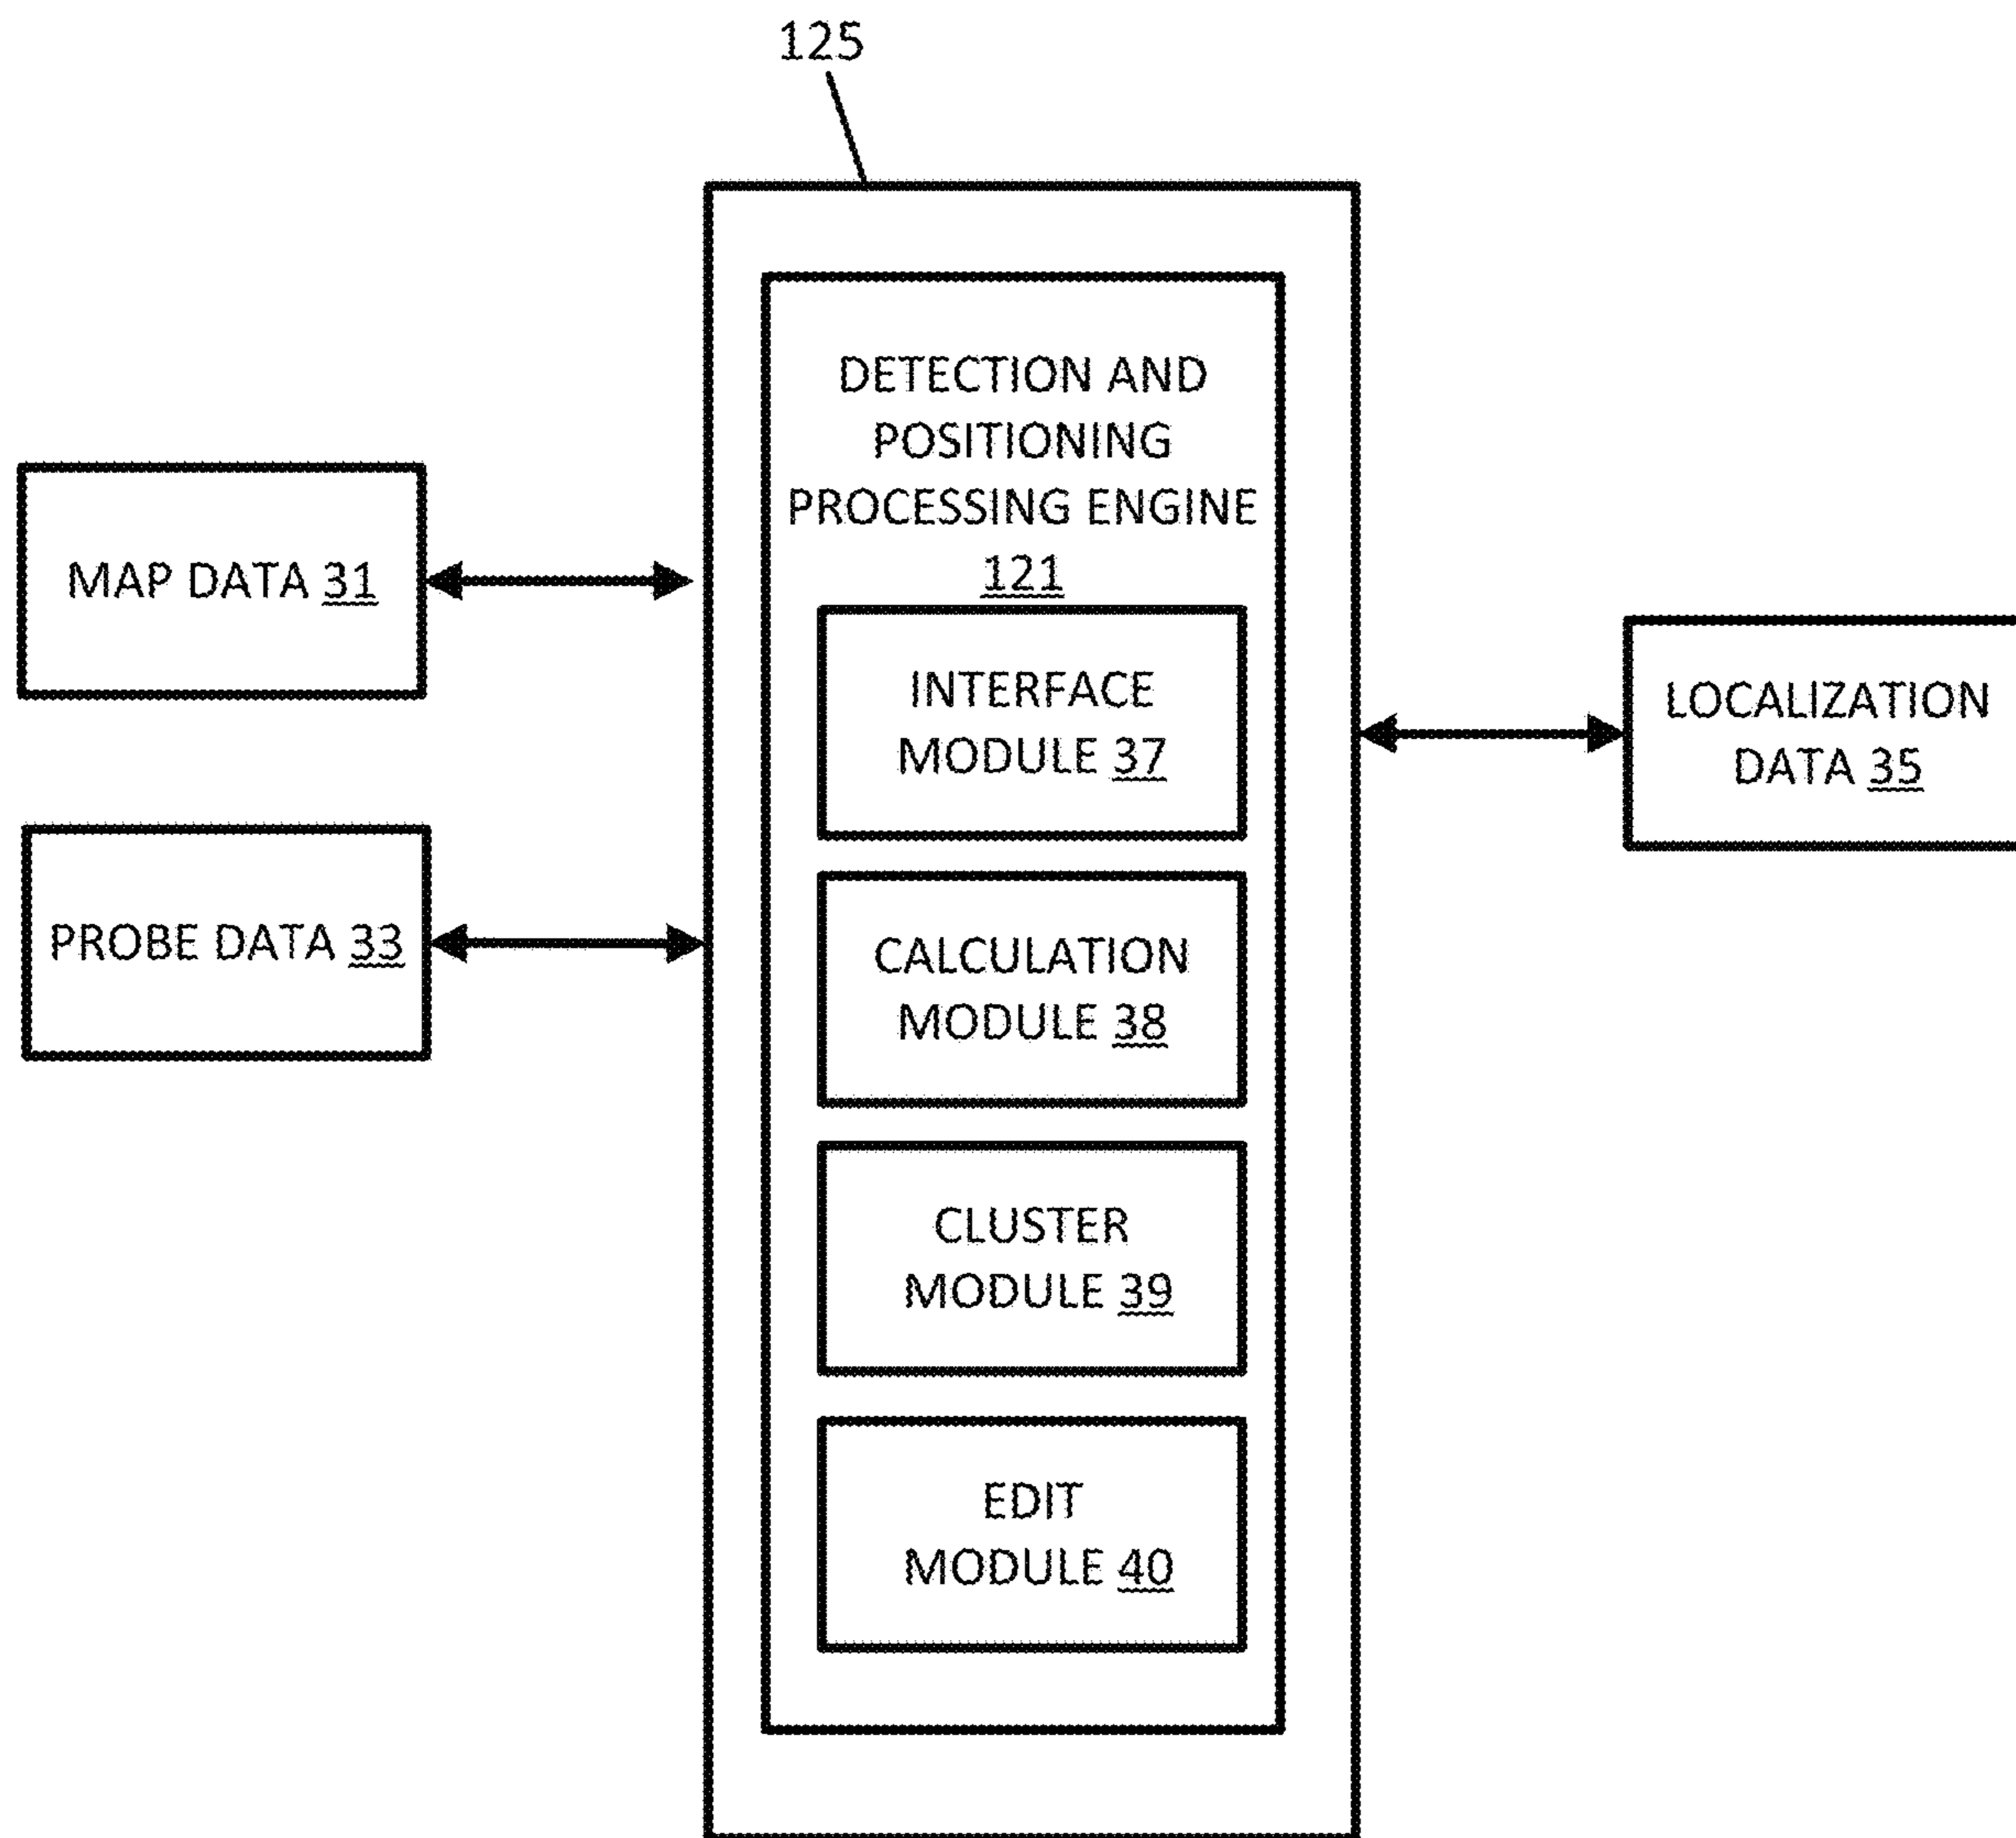 125
DETECTION AND
POSITIONING
PROCESSING ENGINE
121
MAP DATA 31
PROBE DATA 33
INTERFACE
MODULE 37
CALCULATION
MODULE 38
CLUSTER
MODULE 39
EDIT
MODULE 40
LOCALIZATION
DATA 35